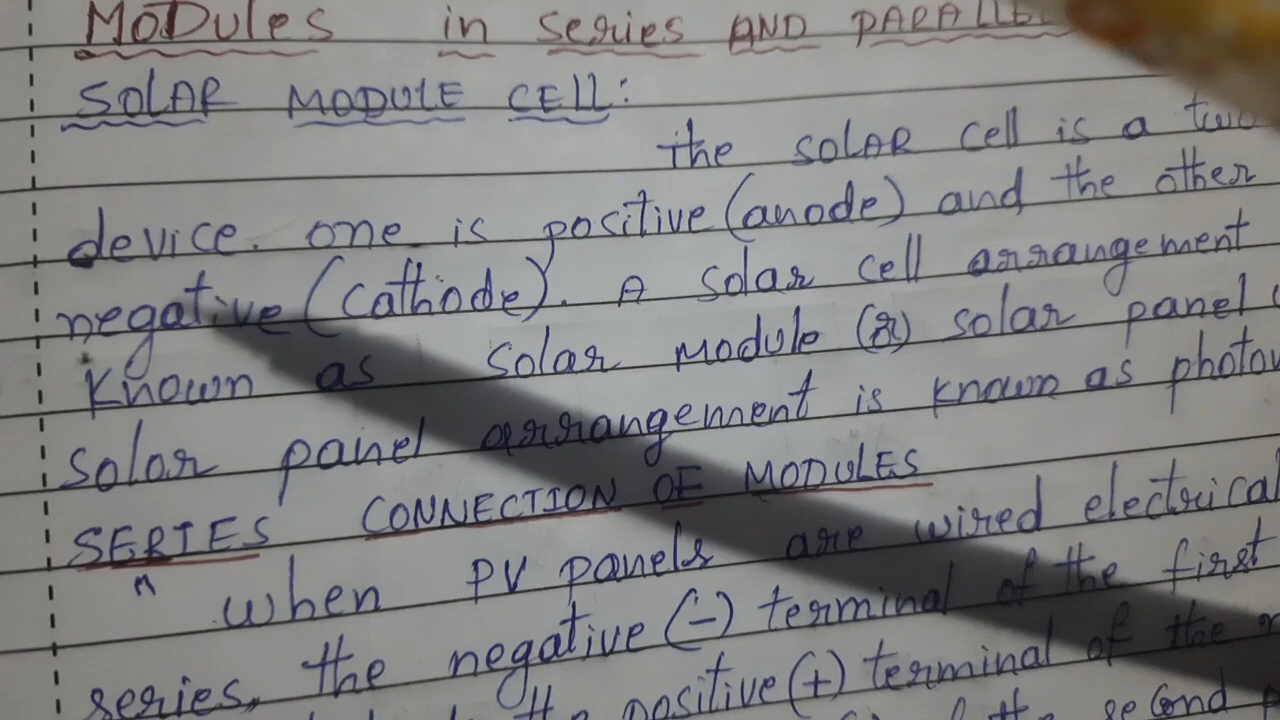 MODules in series AND PARALLE
SOLAR MODULE CELL:
the SOLAR Cell is a two
device. one is positive (anode) and the other
negative (Cathode). A Solar cell arrangement
Known as Solar Module (or) solar panel
Solar panel arrangement is known as photov
SERIES CONNECTION OF MODULES
When PV panels are wired electrical
series, the negative (-) terminal of the first
positive (+) terminal of the
second